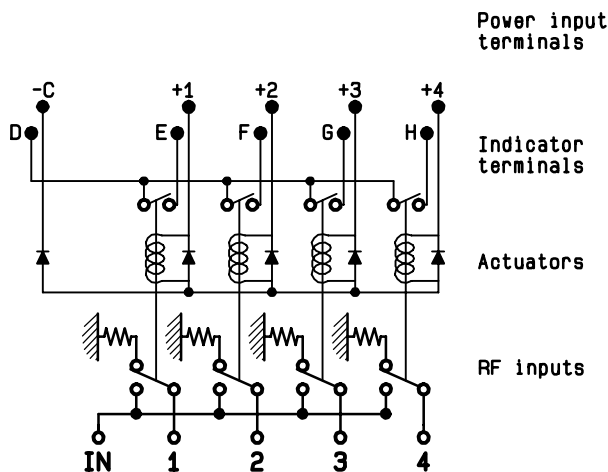 Power input
terminals
-C +1 +2 +3 +4
D E F G H
Indicator
terminals
Actuators
RF inputs
IN 1 2 3 4